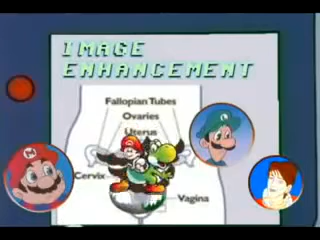 IMAGE
ENHANCEMENT
Fallopian Tubes
Ovaries
Uterus
Cervix
Vagina
M